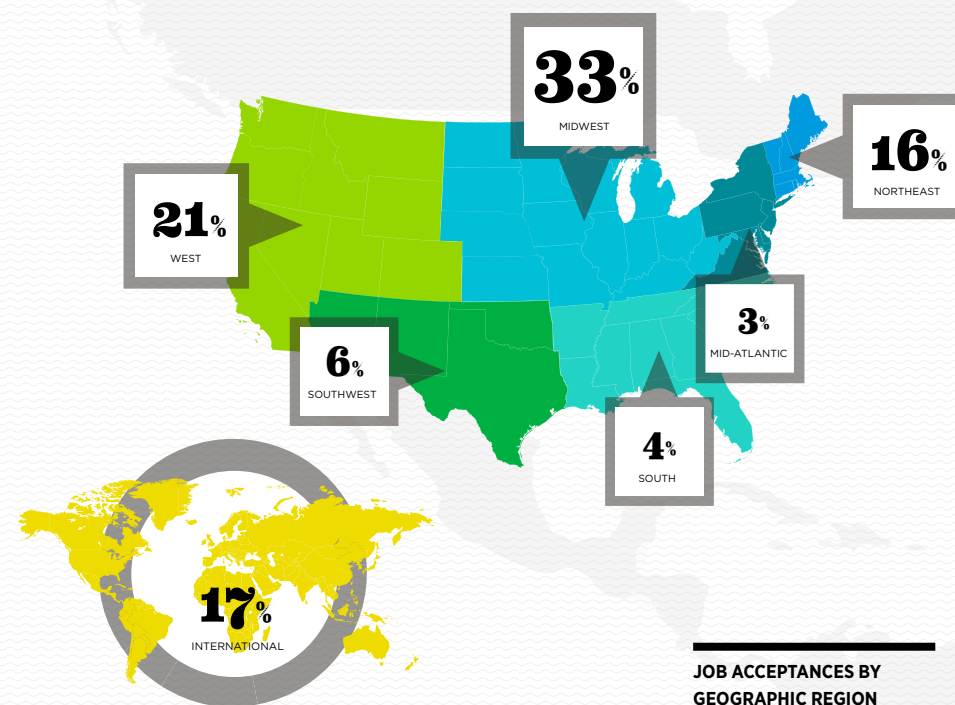 33%
MIDWEST
16%
NORTHEAST
21%
WEST
3%
MID-ATLANTIC
6%
SOUTHWEST
4%
SOUTH
17%
INTERNATIONAL
JOB ACCEPTANCES BY
GEOGRAPHIC REGION